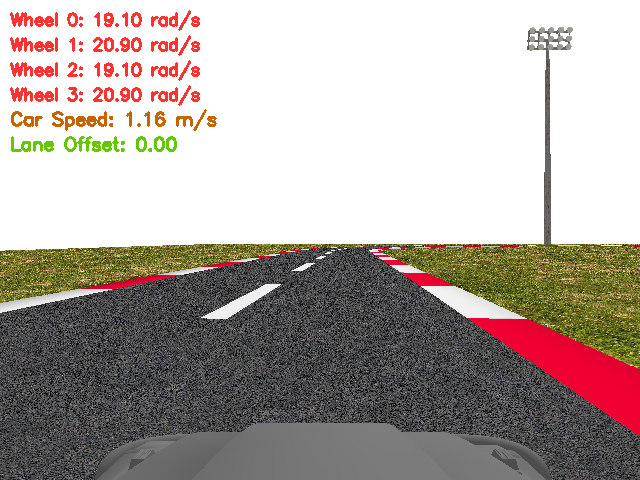 Wheel 0: 19.10 rad/s
Wheel 1: 20.90 rad/s
Wheel 2: 19.10 rad/s
Wheel 3: 20.90 rad/s
Car Speed: 1.16 m/s
Lane Offset: 0.00